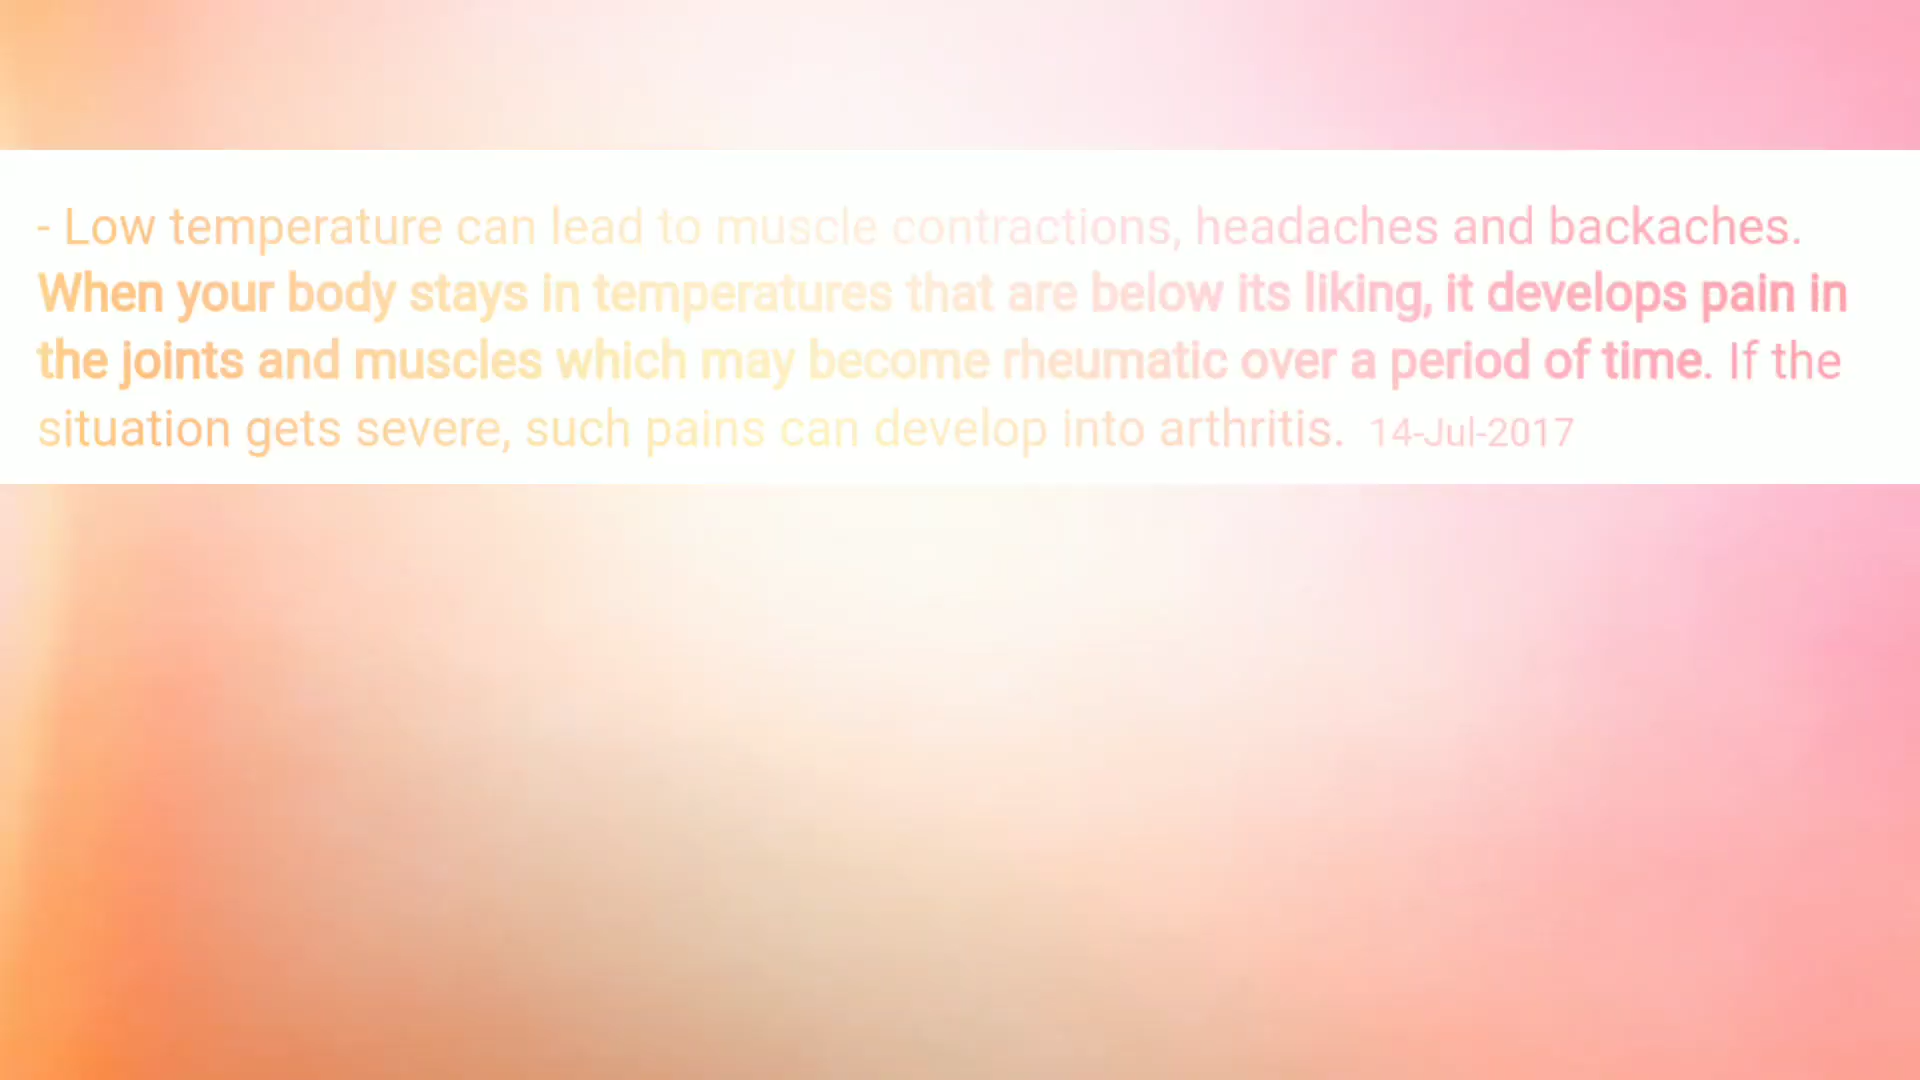 - Low temperature can lead to muscle contractions, headaches and backaches.
When your body stays in temperatures that are below its liking, it develops pain in
the joints and muscles which may become rheumatic over a period of time. If the
situation gets severe, such pains can develop into arthritis. 14-Jul-2017